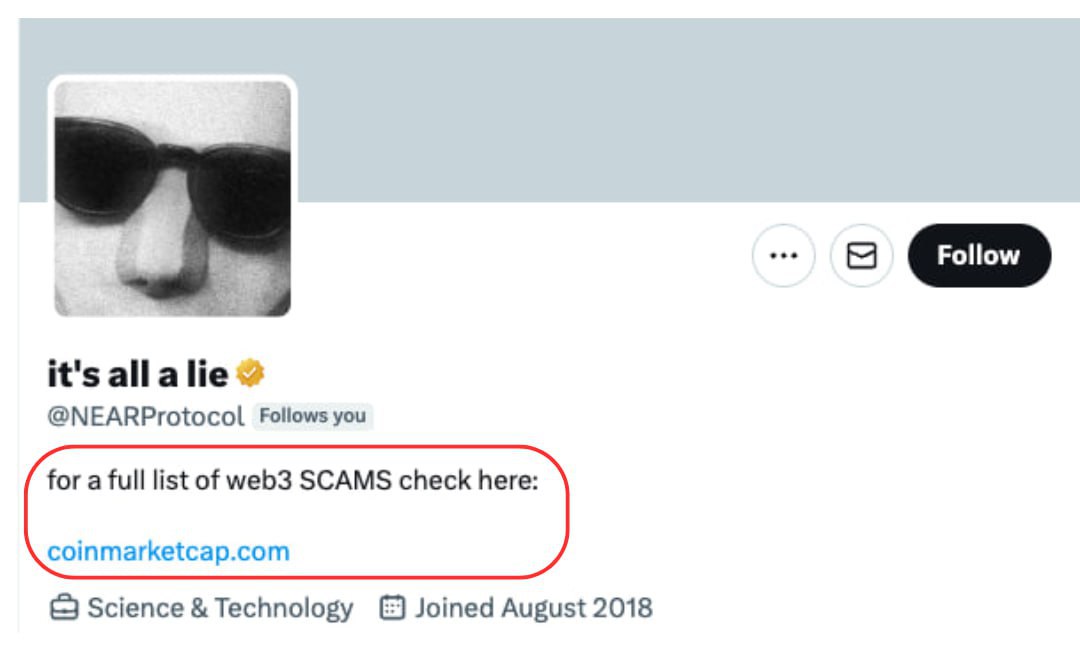 Follow
it's all a lie
@NEARProtocol Follows you
for a full list of web3 SCAMS check here:
coinmarketcap.com
Science & Technology Joined August 2018